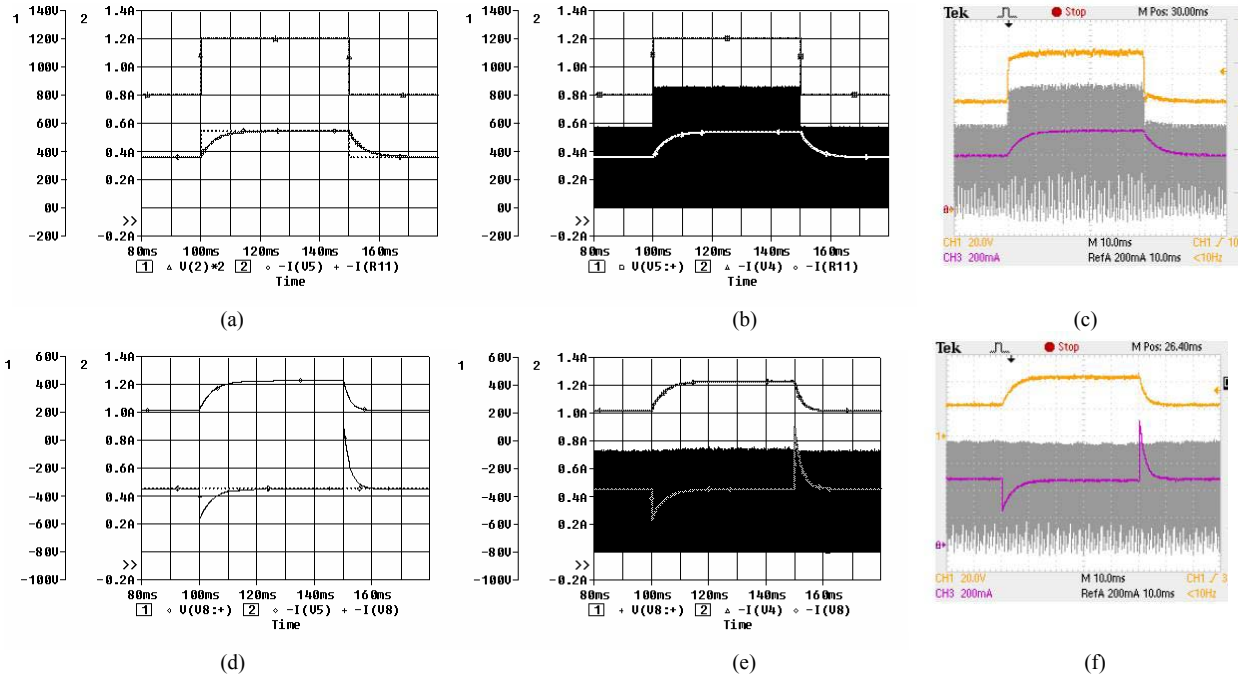 1 2
140V 1.4A
120V 1.2A
100V 1.0A
80V 0.8A
60V 0.6A
40V 0.4A
20V 0.2A
0V 0A
-20V -0.2A
>>
80ms 100ms 120ms 140ms 160ms
1 V(2)*2 2 -I(V5) -I(R11)
Time
(a)
1 2
140V 1.4A
120V 1.2A
100V 1.0A
80V 0.8A
60V 0.6A
40V 0.4A
20V 0.2A
0V 0A
-20V -0.2A
>>
80ms 100ms 120ms 140ms 160ms
1 V(V5:+) 2 -I(V4) -I(R11)
Time
(b)
Tek Stop M Pos: 30.00ms
CH1 20.0V M 10.0ms CH1 / 10
CH3 200mA RefA 200mA 10.0ms <10Hz
(c)
1 2
60V 1.4A
40V 1.2A
20V 1.0A
0V 0.8A
-20V 0.6A
-40V 0.4A
-60V 0.2A
-80V 0A
-100V -0.2A
>>
80ms 100ms 120ms 140ms 160ms
1 V(V8:+) 2 -I(V5) + -I(V8)
Time
(d)
1 2
60V 1.4A
40V 1.2A
20V 1.0A
0V 0.8A
-20V 0.6A
-40V 0.4A
-60V 0.2A
-80V 0A
-100V -0.2A
>>
80ms 100ms 120ms 140ms 160ms
1 + V(V8:+) 2 -I(V4) -I(V8)
Time
(e)
Tek Stop M Pos: 26.40ms
1
CH1 20.0V M 10.0ms CH1 / 3
CH3 200mA RefA 200mA 10.0ms <10Hz
(f)